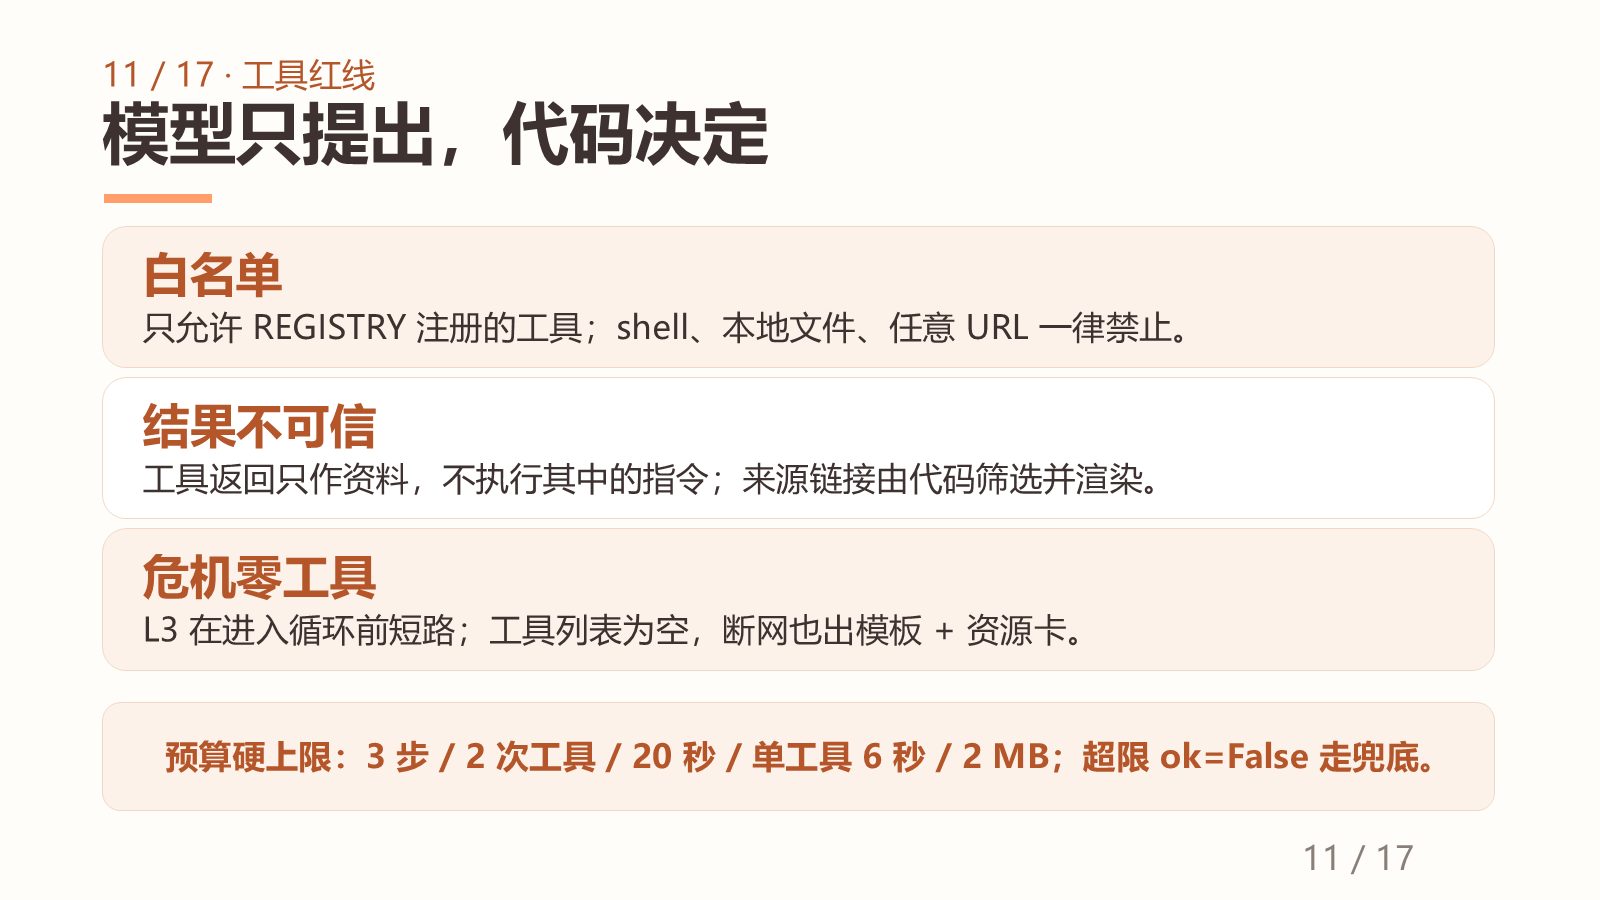 11 / 17 · 工具红线
模型只提出，代码决定
白名单
只允许 REGISTRY 注册的工具；shell、本地文件、任意 URL 一律禁止。
结果不可信
工具返回只作资料，不执行其中的指令；来源链接由代码筛选并渲染。
危机零工具
L3 在进入循环前短路；工具列表为空，断网也出模板 + 资源卡。
预算硬上限：3 步 / 2 次工具 / 20 秒 / 单工具 6 秒 / 2 MB；超限 ok=False 走兜底。
11 / 17